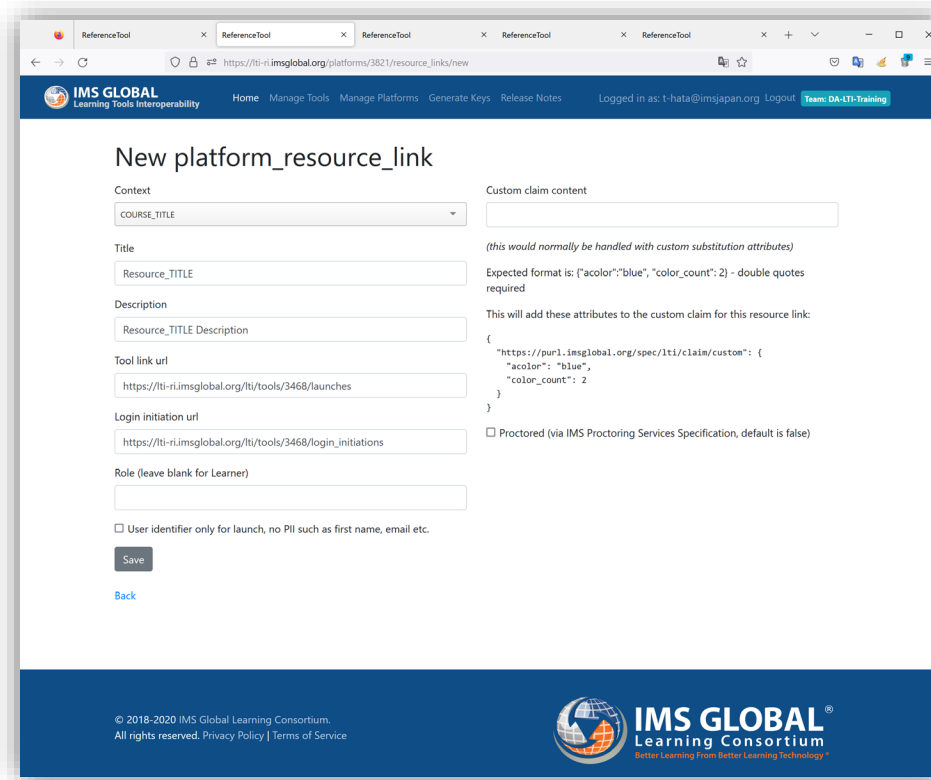 ReferenceTool
ReferenceTool
ReferenceTool
ReferenceTool
ReferenceTool
https://lti-ri.imsglobal.org/platforms/3821/resource_links/new
IMS GLOBAL
Learning Tools Interoperability
Home Manage Tools Manage Platforms Generate Keys Release Notes
Logged in as: t-hata@imsjapan.org Logout Team: DA-LTI-Training
New platform_resource_link
Context
COURSE_TITLE
Title
Resource_TITLE
Description
Resource_TITLE Description
Tool link url
https://lti-ri.imsglobal.org/lti/tools/3468/launches
Login initiation url
https://lti-ri.imsglobal.org/lti/tools/3468/login_initiations
Role (leave blank for Learner)
User identifier only for launch, no PII such as first name, email etc.
Save
Back
Custom claim content
(this would normally be handled with custom substitution attributes)
Expected format is: {"acolor":"blue", "color_count": 2} - double quotes
required
This will add these attributes to the custom claim for this resource link:
{
"https://purl.imsglobal.org/spec/lti/claim/custom": {
"acolor": "blue",
"color_count": 2
}
}
Proctored (via IMS Proctoring Services Specification, default is false)
© 2018-2020 IMS Global Learning Consortium.
All rights reserved. Privacy Policy | Terms of Service
IMS GLOBAL®
Learning Consortium
Better Learning From Better Learning Technology®